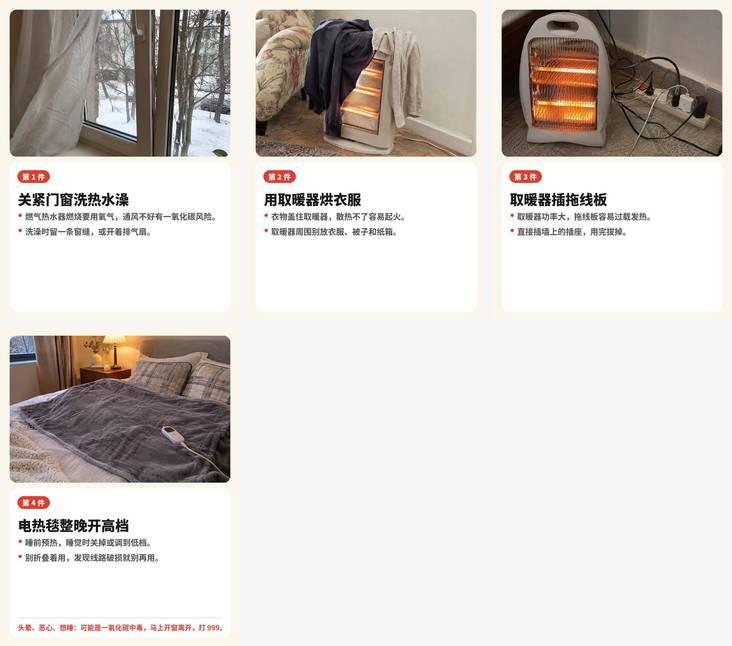 第1件
关紧门窗洗热水澡
• 燃气热水器燃烧要用氧气，通风不好有一氧化碳风险。
• 洗澡时留一条窗缝，或开着排气扇。
第2件
用取暖器烘衣服
• 衣物盖住取暖器，散热不了容易起火。
• 取暖器周围别放衣服、被子和纸箱。
第3件
取暖器插拖线板
• 取暖器功率大，拖线板容易过载发热。
• 直接插墙上的插座，用完拔掉。
第4件
电热毯整晚开高档
• 睡前预热，睡觉时关掉或调到低档。
• 别折叠着用，发现线路破损就别再用。
头晕、恶心、想睡：可能是一氧化碳中毒，马上开窗离开，打 999。